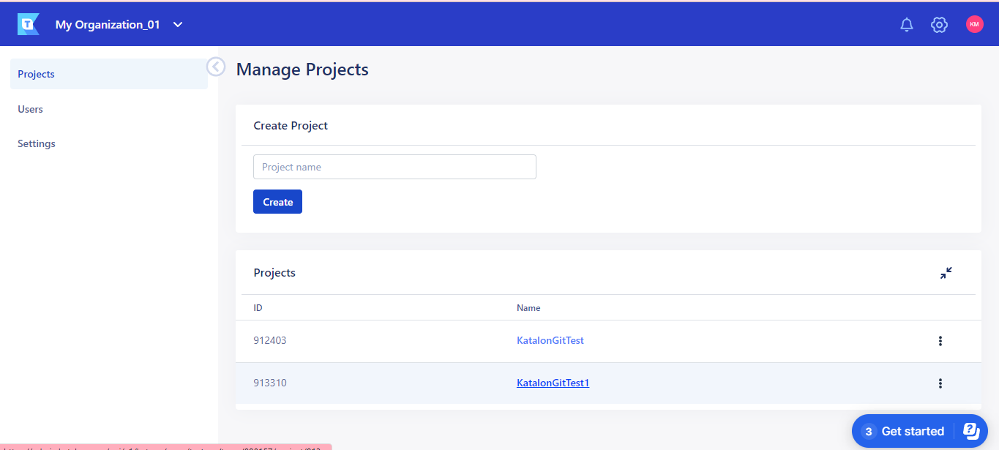 T
My Organization_01
KM
Projects
Users
Settings
Manage Projects
Create Project
Project name
Create
Projects
ID Name
912403 KatalonGitTest
913310 KatalonGitTest1
3 Get started ?